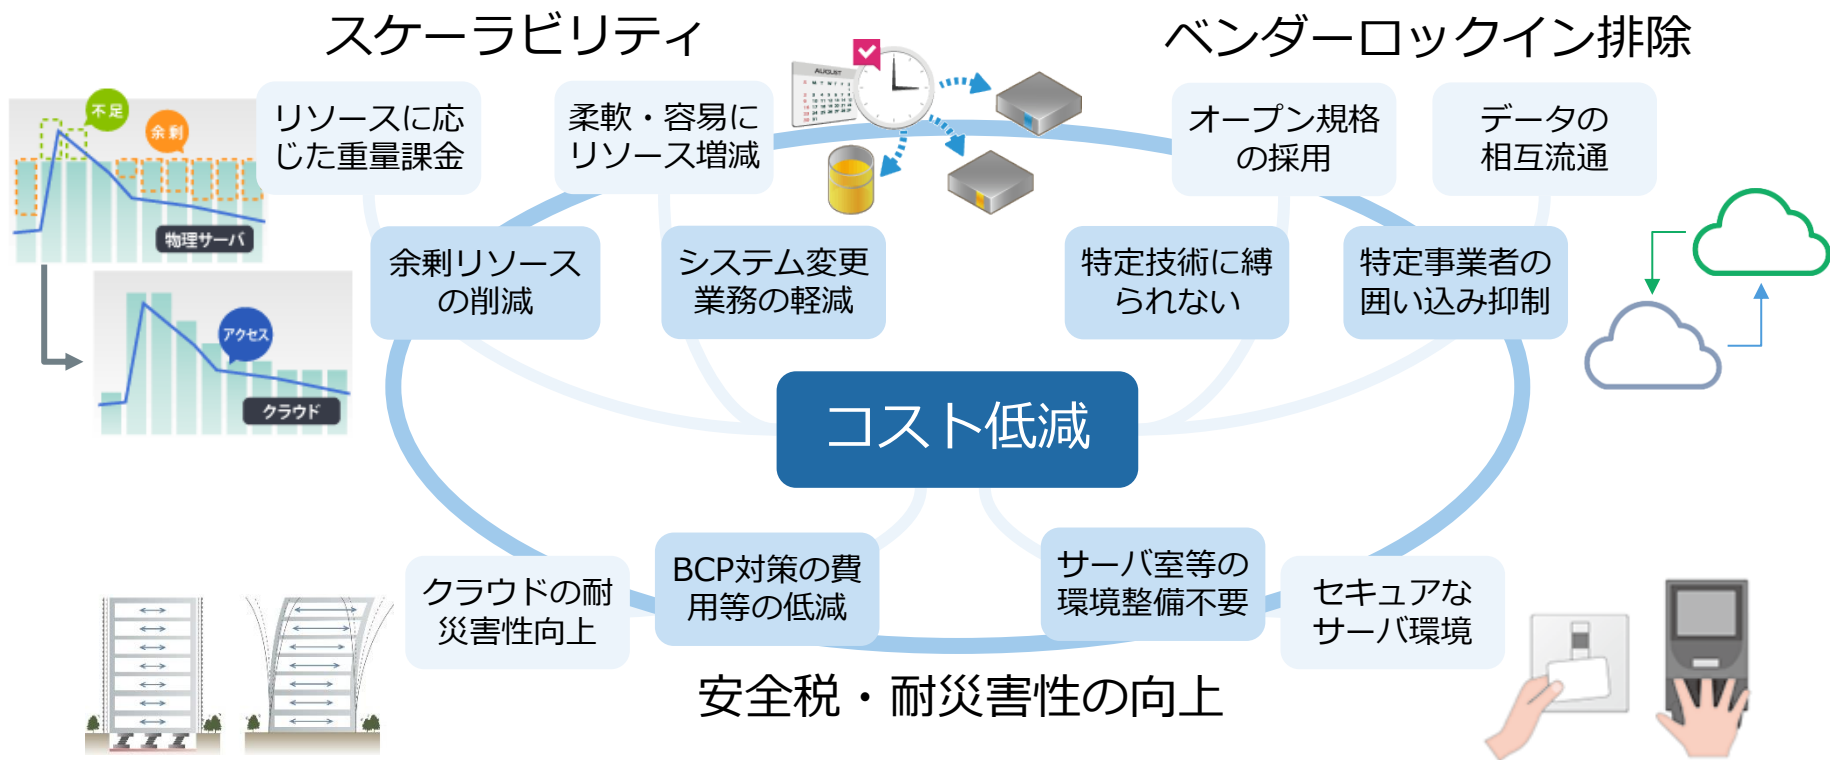 スケーラビリティ
ベンダーロックイン排除
リソースに応
じた重量課金
柔軟・容易に
リソース増減
オープン規格
の採用
データの
相互流通
不足
余剰
物理サーバ
AUGUST
余剰リソース
の削減
システム変更
業務の軽減
特定技術に縛
られない
特定事業者の
囲い込み抑制
アクセス
クラウド
コスト低減
クラウドの耐
災害性向上
BCP対策の費
用等の低減
サーバ室等の
環境整備不要
セキュアな
サーバ環境
安全税・耐災害性の向上